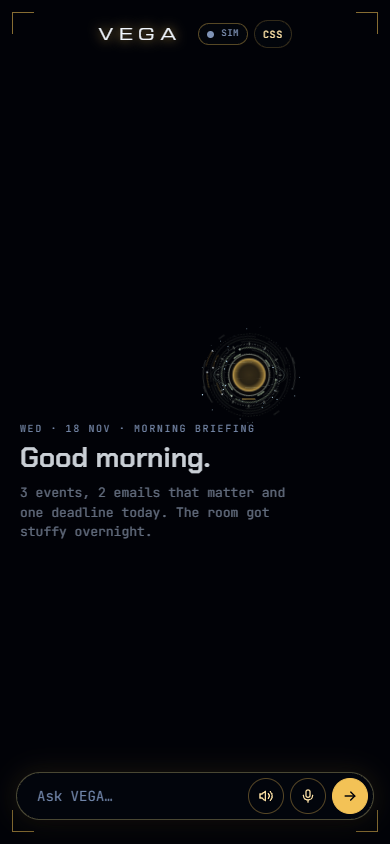 VEGA
SIM
CSS
WED · 18 NOV · MORNING BRIEFING
Good morning.
3 events, 2 emails that matter and
one deadline today. The room got
stuffy overnight.
Ask VEGA…